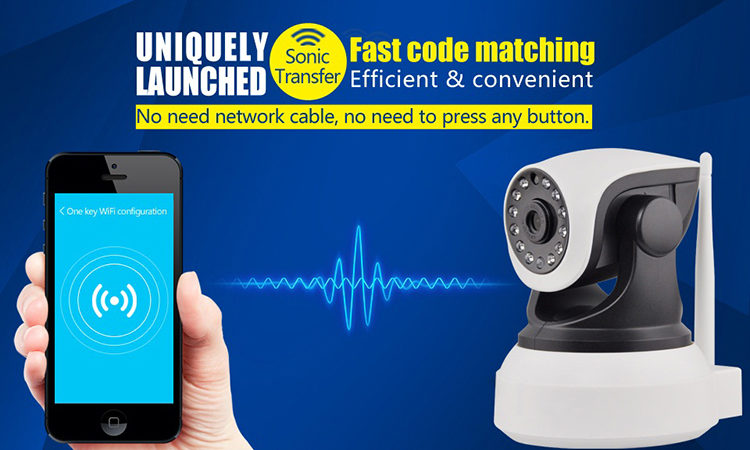 UNIQUELY
LAUNCHED
Sonic
Transfer
Fast code matching
Efficient & convenient
No need network cable, no need to press any button.
< One key WiFi configuration